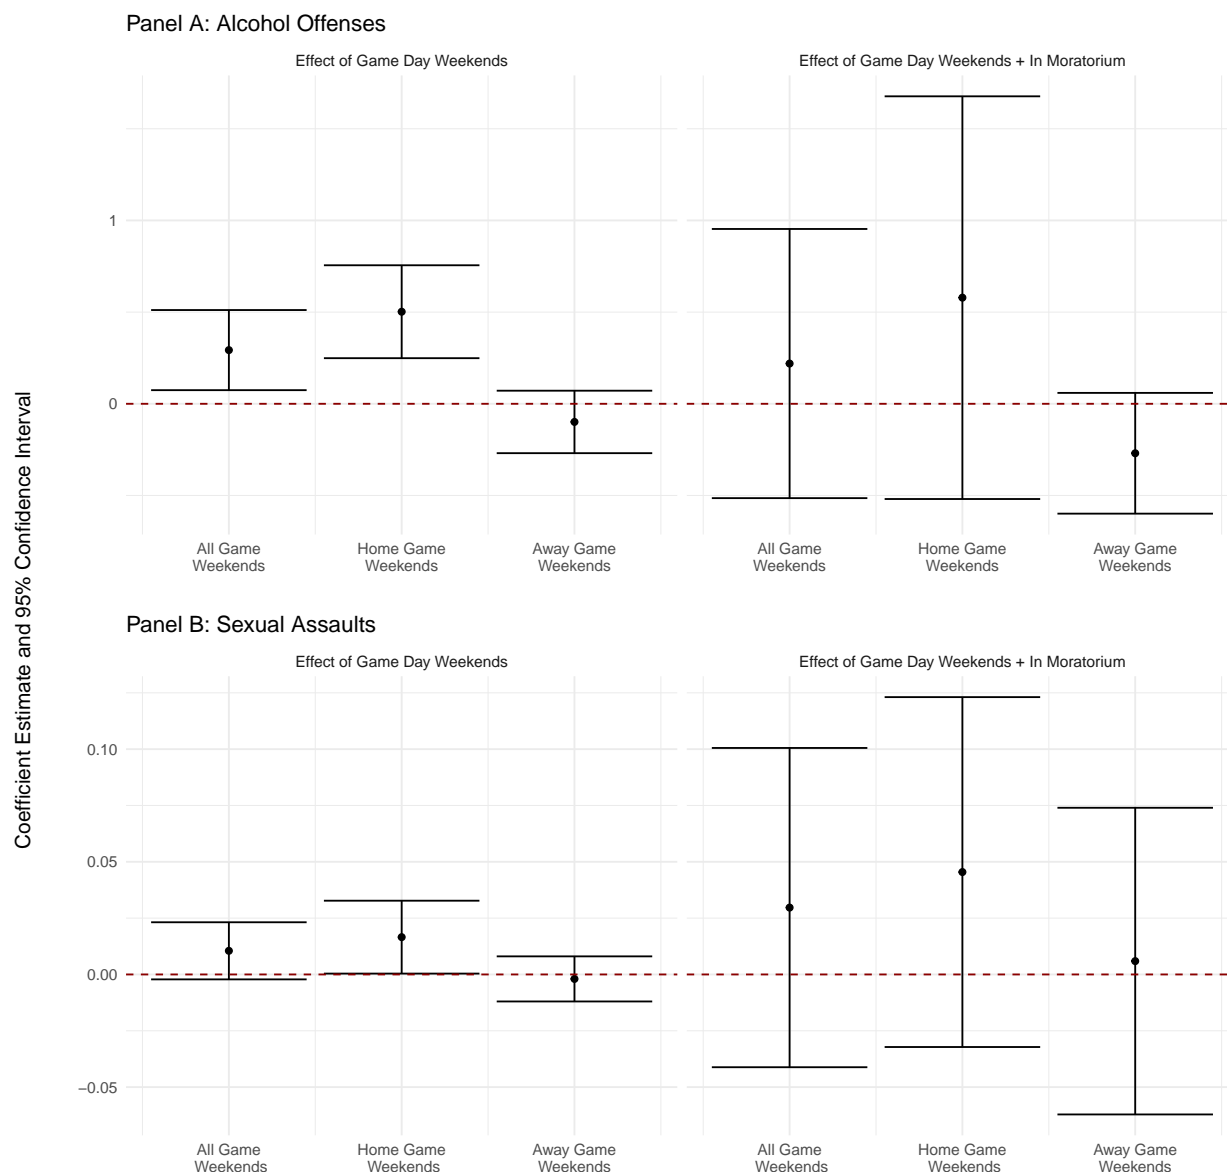 Panel A: Alcohol Offenses
Effect of Game Day Weekends
Effect of Game Day Weekends + In Moratorium
1
0
All Game
Weekends
Home Game
Weekends
Away Game
Weekends
All Game
Weekends
Home Game
Weekends
Away Game
Weekends
Coefficient Estimate and 95% Confidence Interval
Panel B: Sexual Assaults
Effect of Game Day Weekends
Effect of Game Day Weekends + In Moratorium
0.10
0.05
0.00
−0.05
All Game
Weekends
Home Game
Weekends
Away Game
Weekends
All Game
Weekends
Home Game
Weekends
Away Game
Weekends